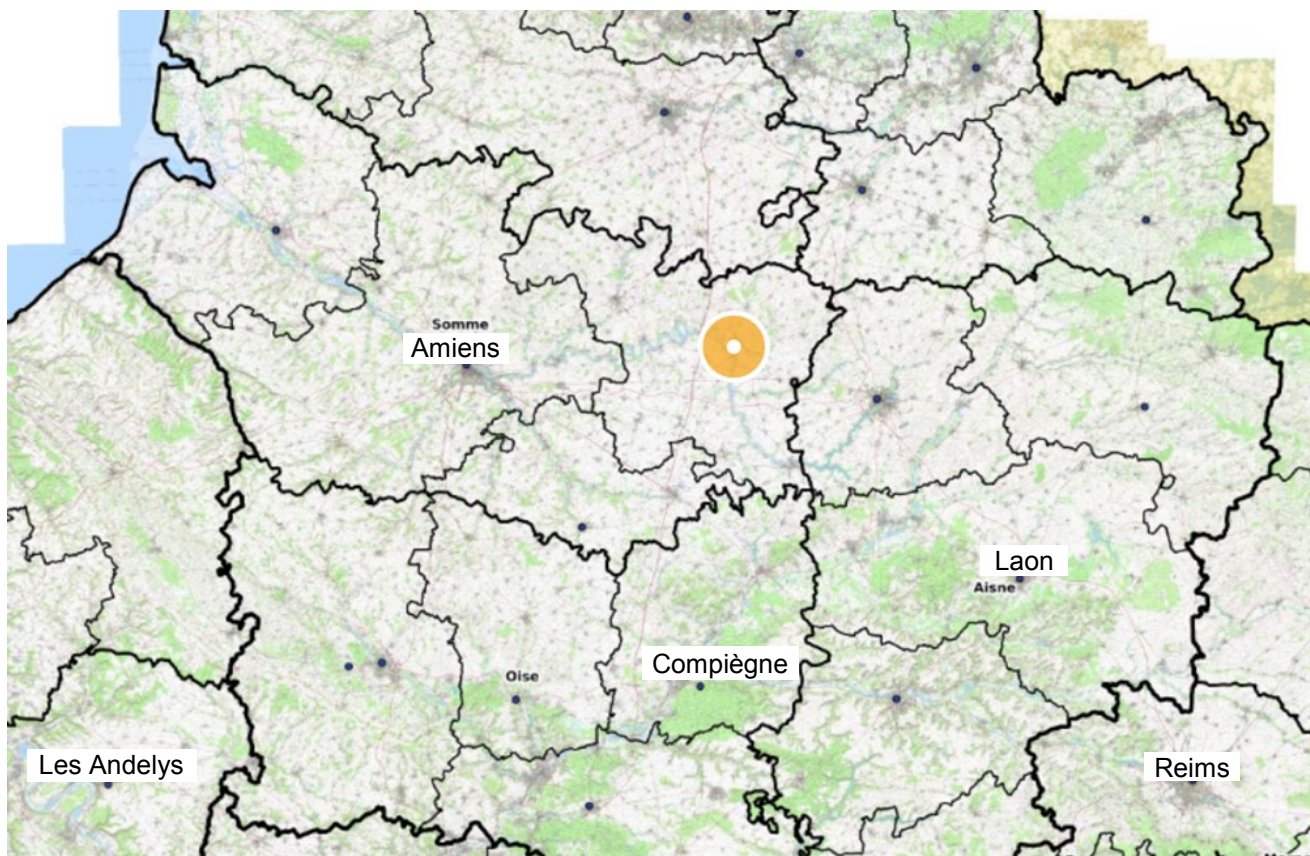 Somme
Amiens
Laon
Aisne
Compiègne
Oise
Les Andelys
Reims